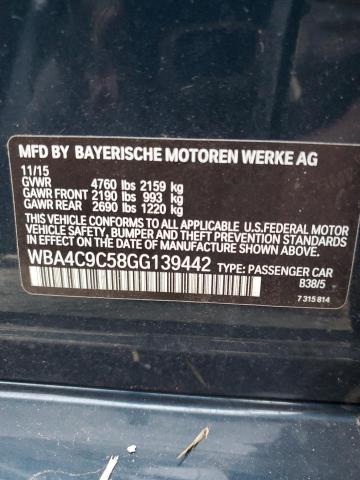 MFD BY BAYERISCHE MOTOREN WERKE AG
11/15
GVWR 4760 lbs 2159 kg
GAWR FRONT 2190 lbs 993 kg
GAWR REAR 2690 lbs 1220 kg
THIS VEHICLE CONFORMS TO ALL APPLICABLE U.S.FEDERAL MOTOR
VEHICLE SAFETY, BUMPER AND THEFT PREVENTION STANDARDS IN
EFFECT ON THE DATE OF MANUFACTURE SHOWN ABOVE.
WBA4C9C58GG139442 TYPE: PASSENGER CAR
B38/5
7 315 814